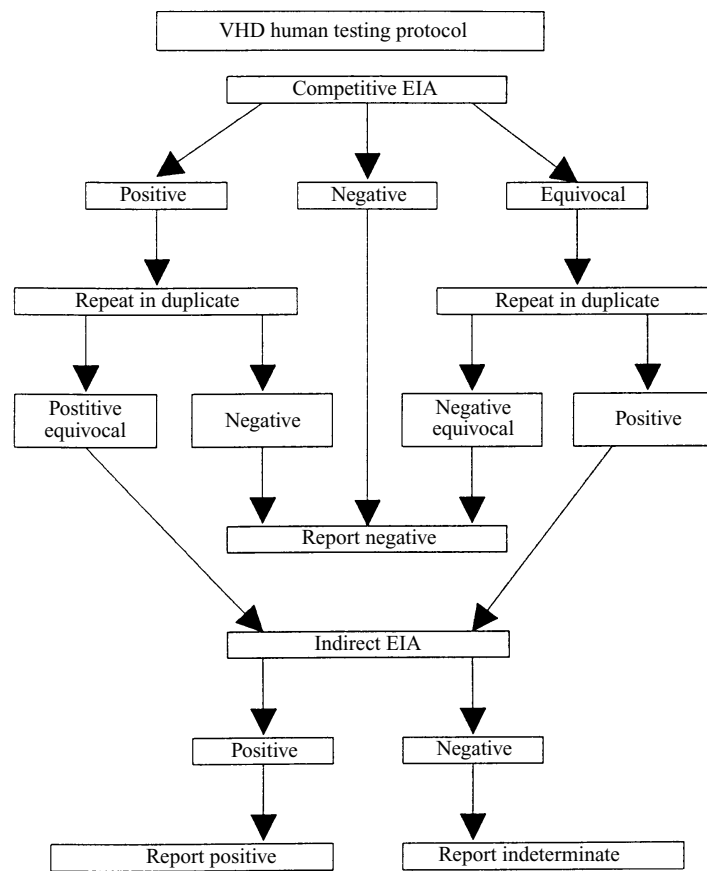 VHD human testing protocol
Competitive EIA
Positive
Negative
Equivocal
Repeat in duplicate
Repeat in duplicate
Postitive
equivocal
Negative
Negative
equivocal
Positive
Report negative
Indirect EIA
Positive
Negative
Report positive
Report indeterminate